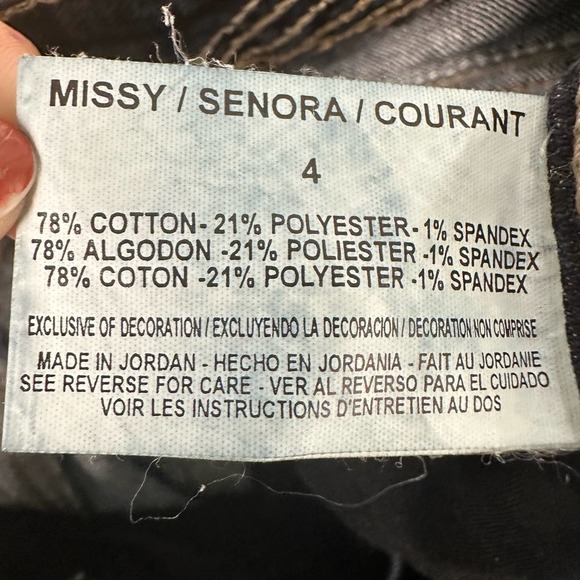 MISSY / SENORA / COURANT
4
78% COTTON- 21% POLYESTER- 1% SPANDEX
78% ALGODON -21% POLIESTER -1% SPANDEX
78% COTON -21% POLYESTER -1% SPANDEX
EXCLUSIVE OF DECORATION / EXCLUYENDO LA DECORACION / DECORATION NON COMPRISE
MADE IN JORDAN - HECHO EN JORDANIA - FAIT AU JORDANIE
SEE REVERSE FOR CARE - VER AL REVERSO PARA EL CUIDADO
VOIR LES INSTRUCTIONS D'ENTRETIEN AU DOS